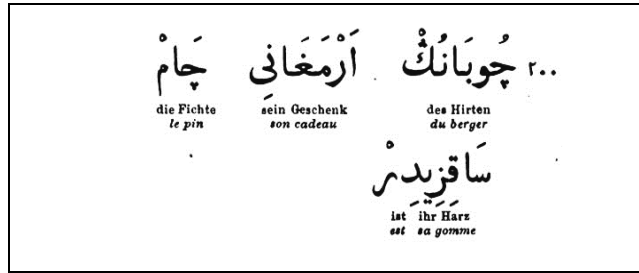 ٢٠٠ چُوبَانُڭْ اَرْمَغَانِى چَامْ
die Fichte sein Geschenk des Hirten
le pin son cadeau du berger
سَاقِزِيدِرْ
ist ihr Harz
est sa gomme